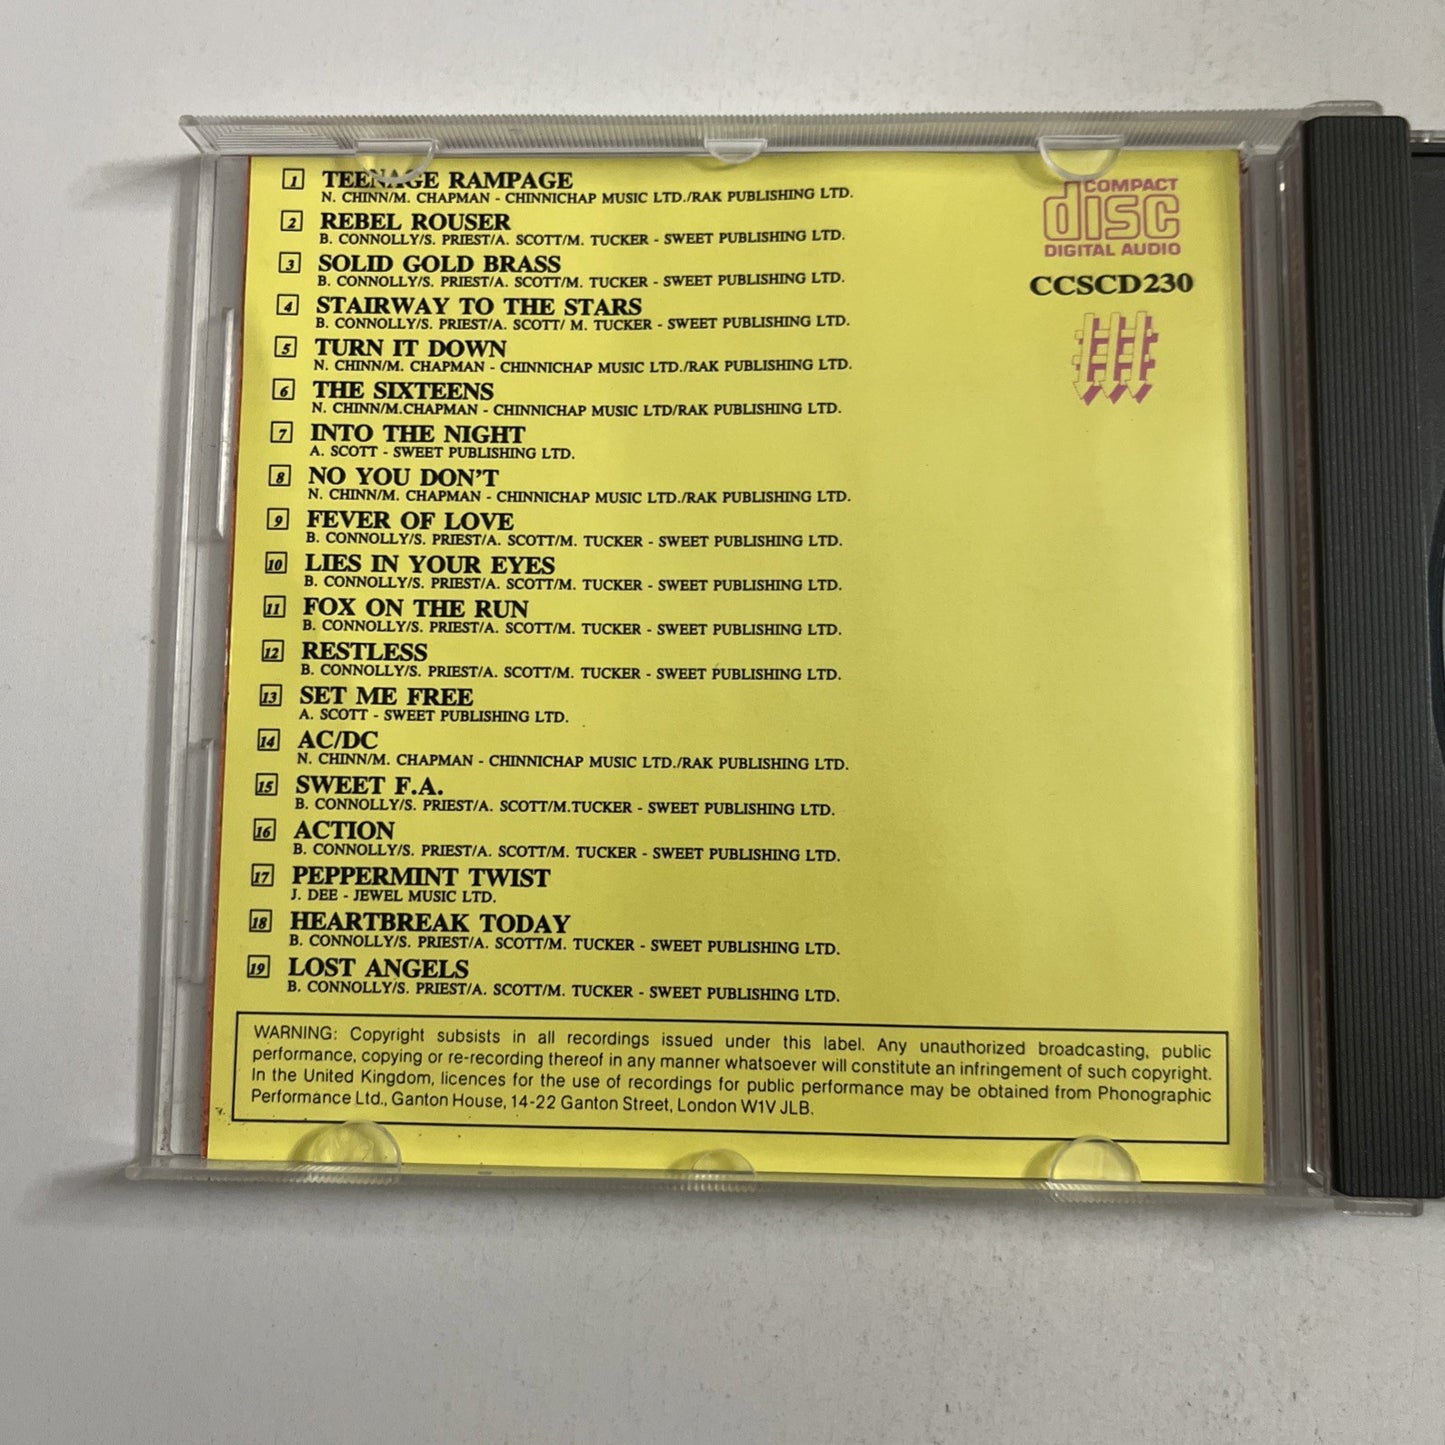 1 TEENAGE RAMPAGE
N. CHINN/M. CHAPMAN - CHINNICHAP MUSIC LTD./RAK PUBLISHING LTD.
2 REBEL ROUSER
B. CONNOLLY/S. PRIEST/A. SCOTT/M. TUCKER - SWEET PUBLISHING LTD.
3 SOLID GOLD BRASS
B. CONNOLLY/S. PRIEST/A. SCOTT/M. TUCKER - SWEET PUBLISHING LTD.
4 STAIRWAY TO THE STARS
B. CONNOLLY/S. PRIEST/A. SCOTT/ M. TUCKER - SWEET PUBLISHING LTD.
5 TURN IT DOWN
N. CHINN/M. CHAPMAN - CHINNICHAP MUSIC LTD./RAK PUBLISHING LTD.
6 THE SIXTEENS
N. CHINN/M.CHAPMAN - CHINNICHAP MUSIC LTD/RAK PUBLISHING LTD.
7 INTO THE NIGHT
A. SCOTT - SWEET PUBLISHING LTD.
8 NO YOU DON'T
N. CHINN/M. CHAPMAN - CHINNICHAP MUSIC LTD./RAK PUBLISHING LTD.
9 FEVER OF LOVE
B. CONNOLLY/S. PRIEST/A. SCOTT/M. TUCKER - SWEET PUBLISHING LTD.
10 LIES IN YOUR EYES
B. CONNOLLY/S. PRIEST/A. SCOTT/M. TUCKER - SWEET PUBLISHING LTD.
11 FOX ON THE RUN
B. CONNOLLY/S. PRIEST/A. SCOTT/M. TUCKER - SWEET PUBLISHING LTD.
12 RESTLESS
B. CONNOLLY/S. PRIEST/A. SCOTT/M. TUCKER - SWEET PUBLISHING LTD.
13 SET ME FREE
A. SCOTT - SWEET PUBLISHING LTD.
14 AC/DC
N. CHINN/M. CHAPMAN - CHINNICHAP MUSIC LTD./RAK PUBLISHING LTD.
15 SWEET F.A.
B. CONNOLLY/S. PRIEST/A. SCOTT/M.TUCKER - SWEET PUBLISHING LTD.
16 ACTION
B. CONNOLLY/S. PRIEST/A. SCOTT/M. TUCKER - SWEET PUBLISHING LTD.
17 PEPPERMINT TWIST
J. DEE - JEWEL MUSIC LTD.
18 HEARTBREAK TODAY
B. CONNOLLY/S. PRIEST/A. SCOTT/M. TUCKER - SWEET PUBLISHING LTD.
19 LOST ANGELS
B. CONNOLLY/S. PRIEST/A. SCOTT/M. TUCKER - SWEET PUBLISHING LTD.
COMPACT
disc
DIGITAL AUDIO
CCSCD230
WARNING: Copyright subsists in all recordings issued under this label. Any unauthorized broadcasting, public
performance, copying or re-recording thereof in any manner whatsoever will constitute an infringement of such copyright.
In the United Kingdom, licences for the use of recordings for public performance may be obtained from Phonographic
Performance Ltd., Ganton House, 14-22 Ganton Street, London W1V JLB.